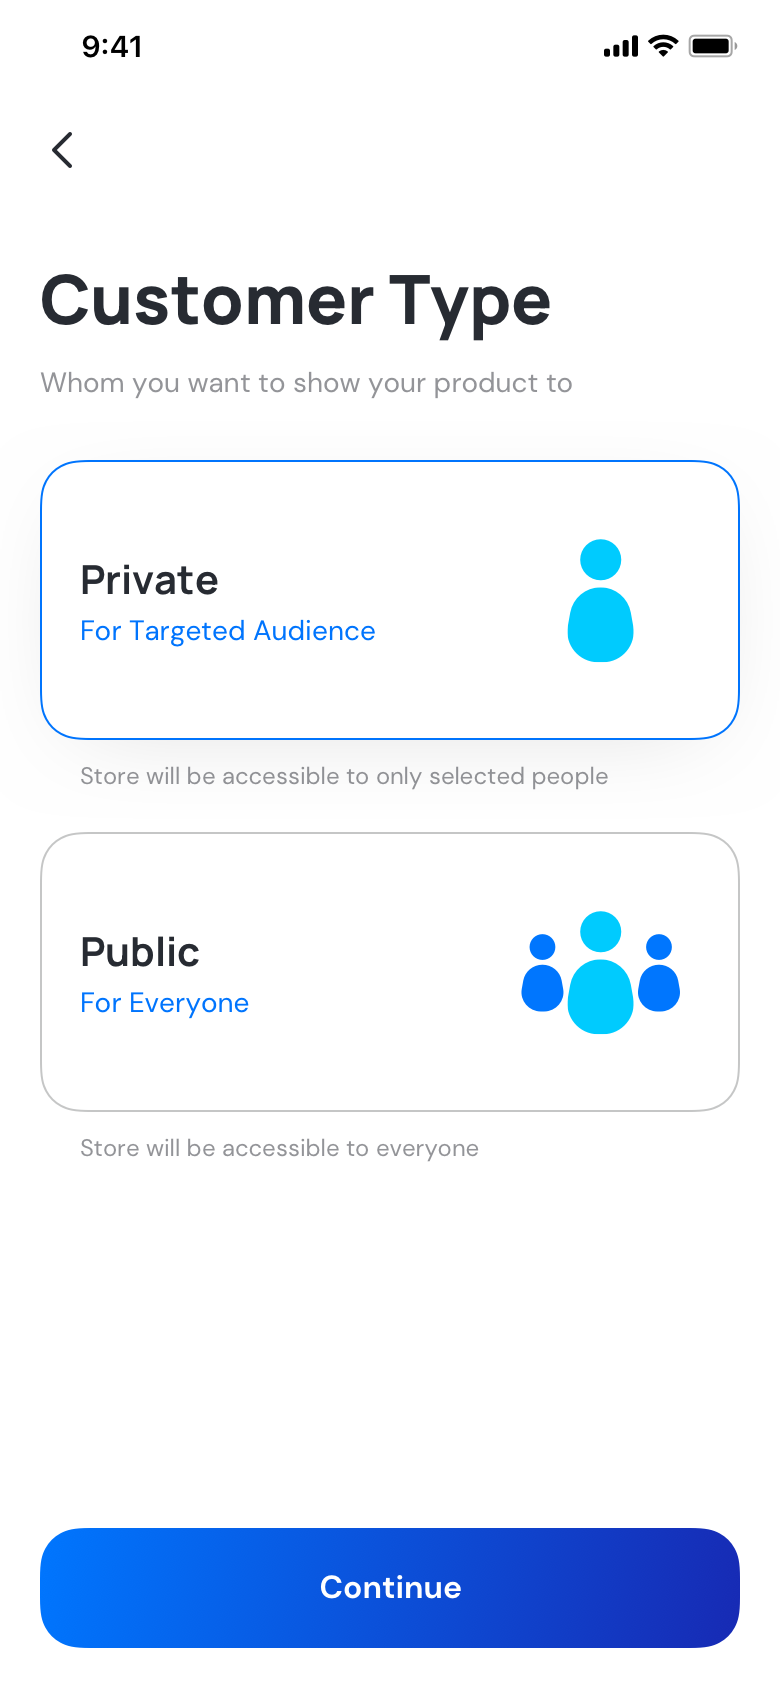 9:41
Customer Type
Whom you want to show your product to
Private
For Targeted Audience
Store will be accessible to only selected people
Public
For Everyone
Store will be accessible to everyone
Continue